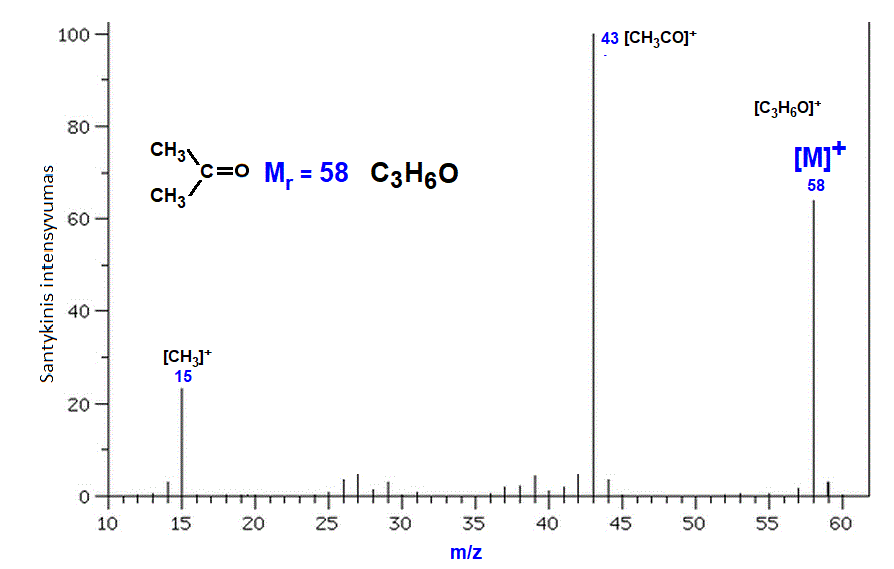 100
80
60
40
20
0
Santykinis intensyvumas
CH₃
C=O
CH₃
Mr = 58 C₃H₆O
43 [CH₃CO]⁺
[C₃H₆O]⁺
[M]⁺
58
[CH₃]⁺
15
10 15 20 25 30 35 40 45 50 55 60
m/z